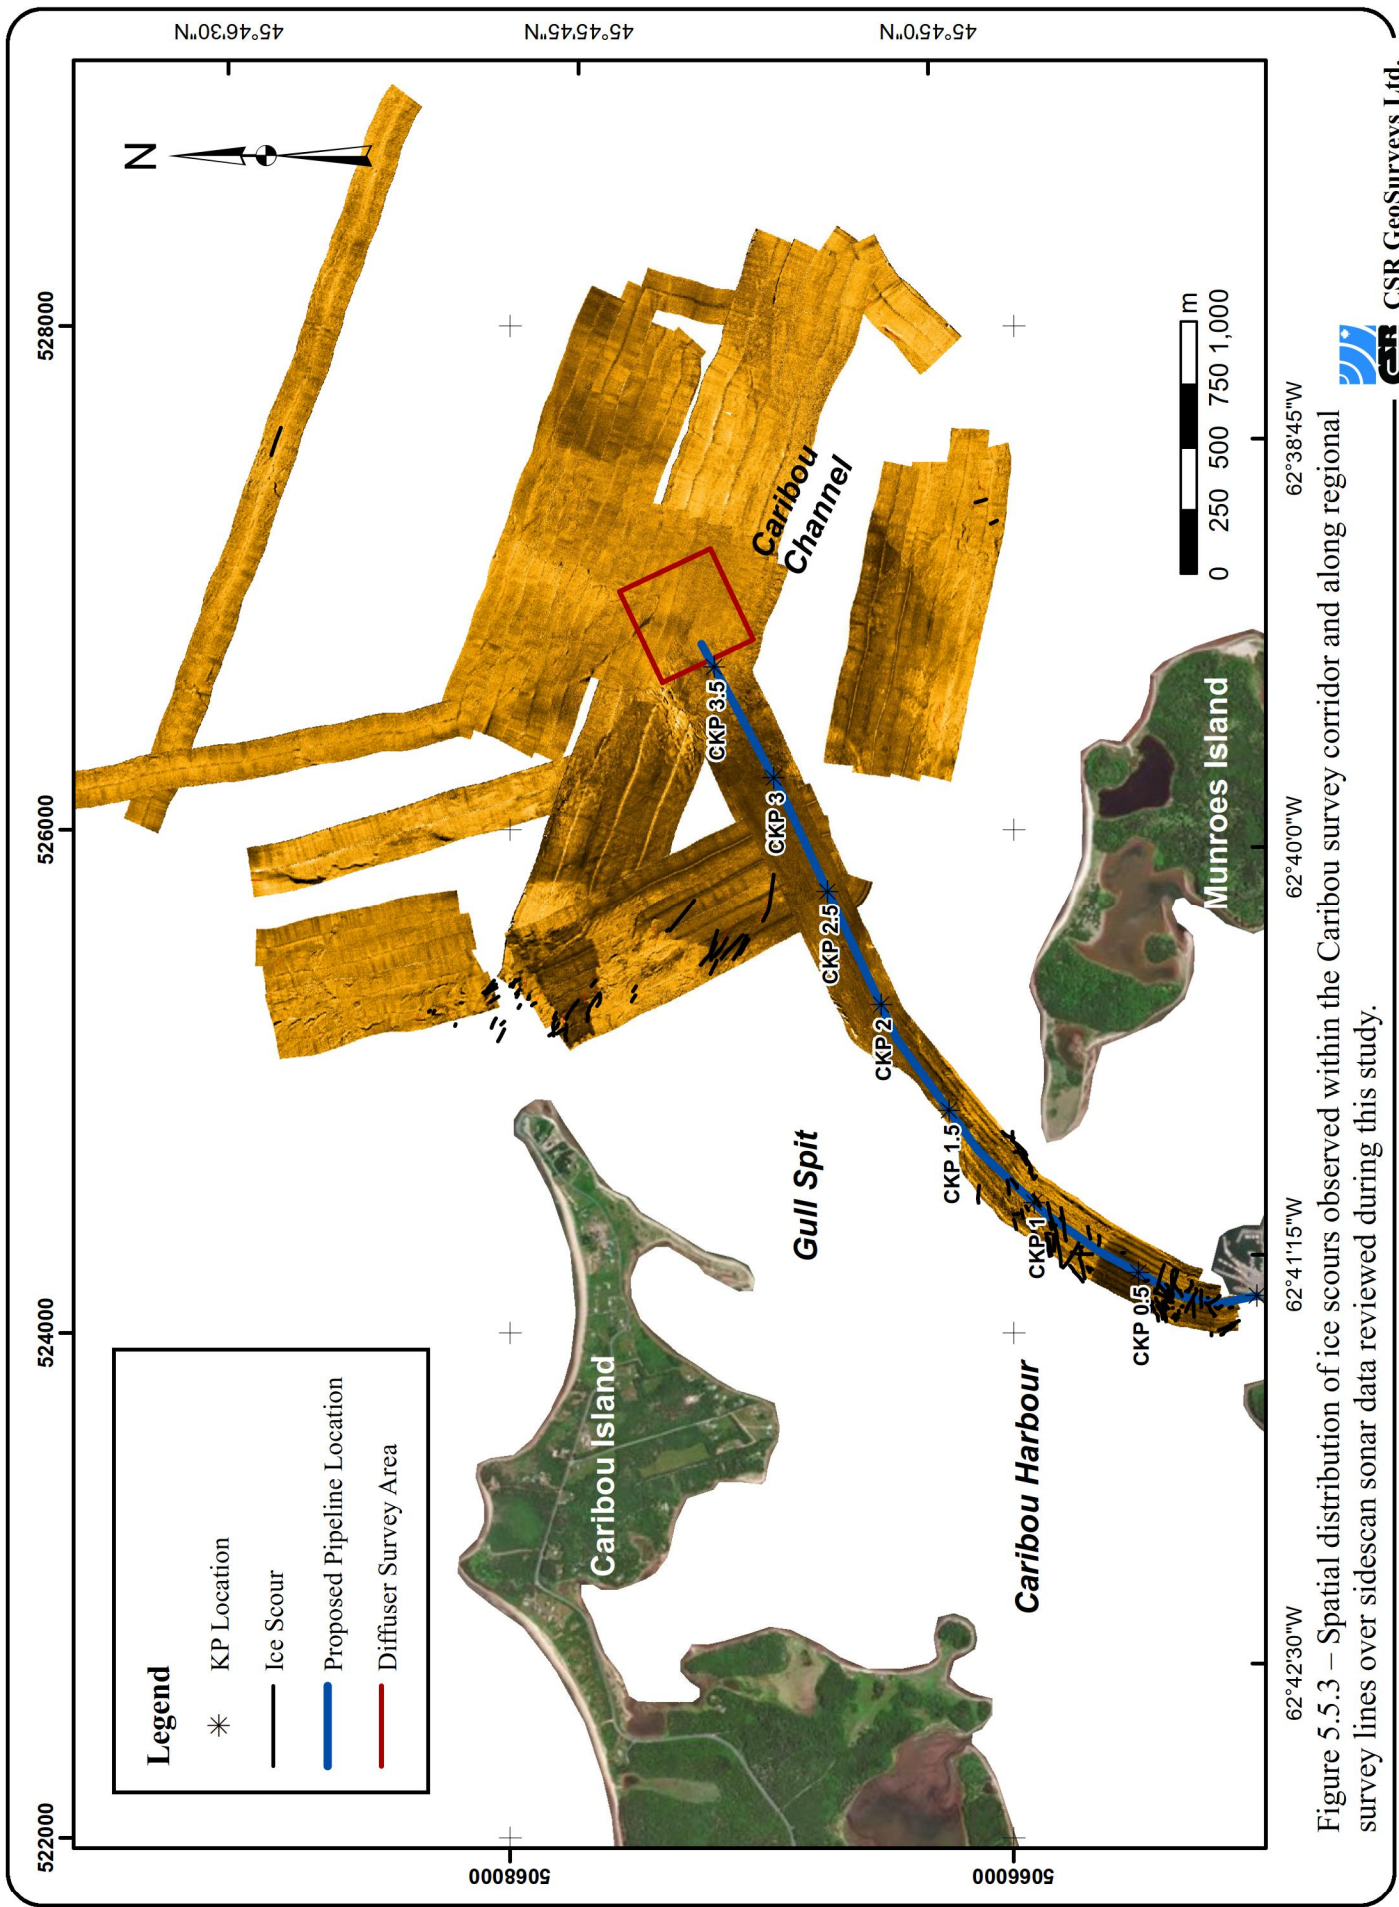 522000
524000
526000
528000
45°46'30"N
45°45'45"N
45°45'0"N
5068000
5066000
62°42'30"W
62°41'15"W
62°40'0"W
62°38'45"W
N
Legend
KP Location
Ice Scour
Proposed Pipeline Location
Diffuser Survey Area
Caribou Island
Gull Spit
Caribou Harbour
Munroes Island
Caribou
Channel
CKP 0.5
CKP 1
CKP 1.5
CKP 2
CKP 2.5
CKP 3
CKP 3.5
0 250 500 750 1,000
m
Figure 5.5.3 – Spatial distribution of ice scours observed within the Caribou survey corridor and along regional
survey lines over sidescan sonar data reviewed during this study.
CSR
CSR GeoSurveys Ltd.